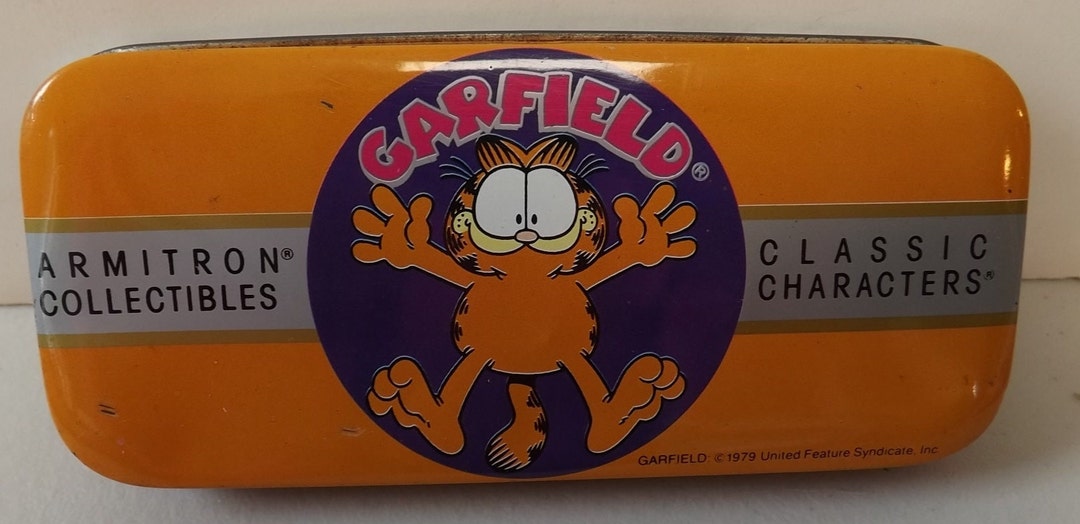 GARFIELD®
ARMITRON®
COLLECTIBLES
CLASSIC
CHARACTERS®
GARFIELD: © 1979 United Feature Syndicate, Inc.